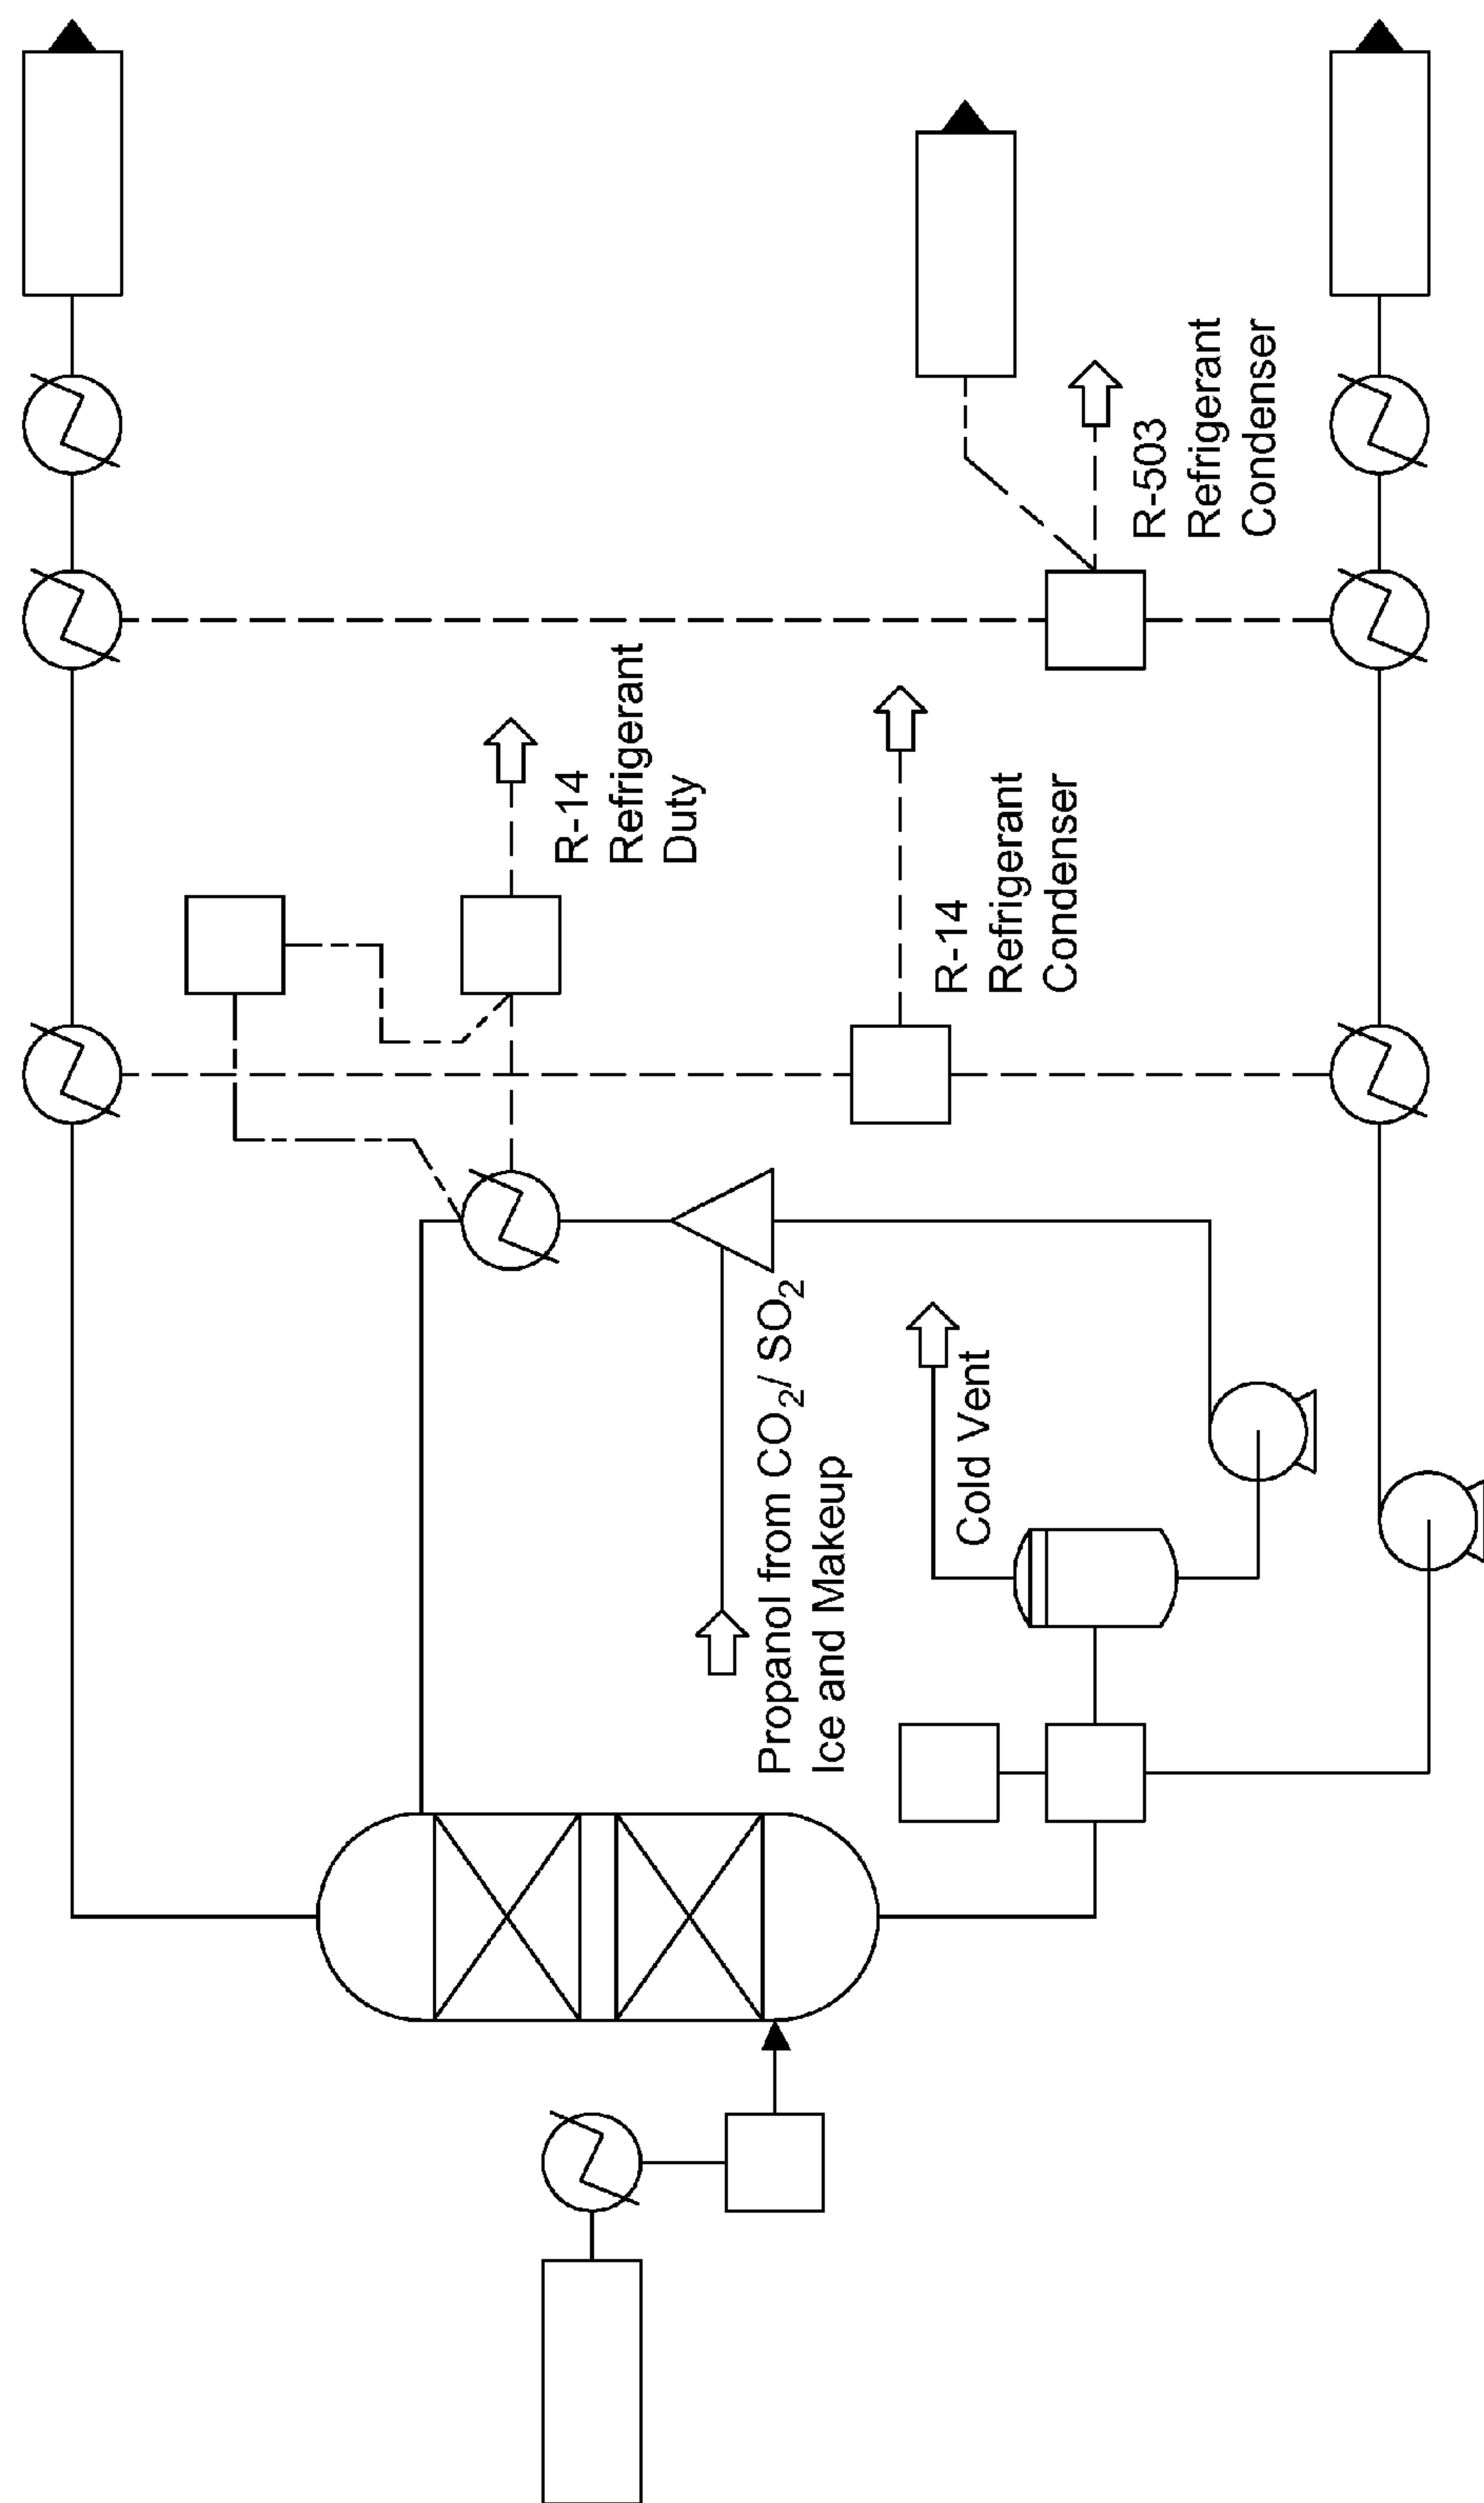 R-503
Refrigerant
Condenser
R-14
Refrigerant
Duty
R-14
Refrigerant
Condenser
Propanol from CO₂/ SO₂
Ice and Makeup
Cold Vent